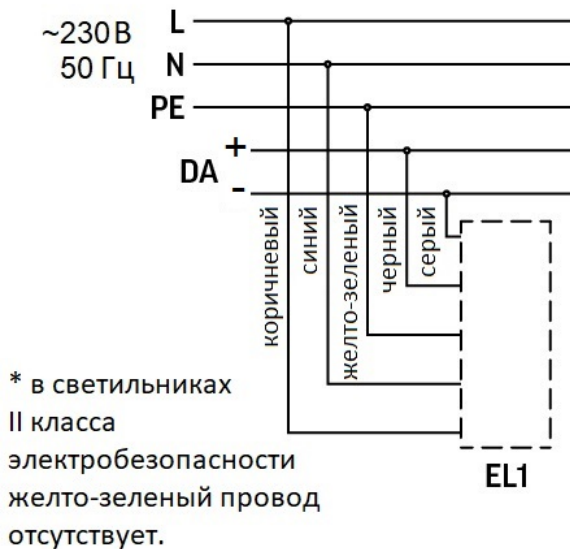 ~230В
50 Гц
L
N
PE
DA
+
-
коричневый
синий
желто-зеленый
черный
серый
EL1
* в светильниках
II класса
электробезопасности
желто-зеленый провод
отсутствует.